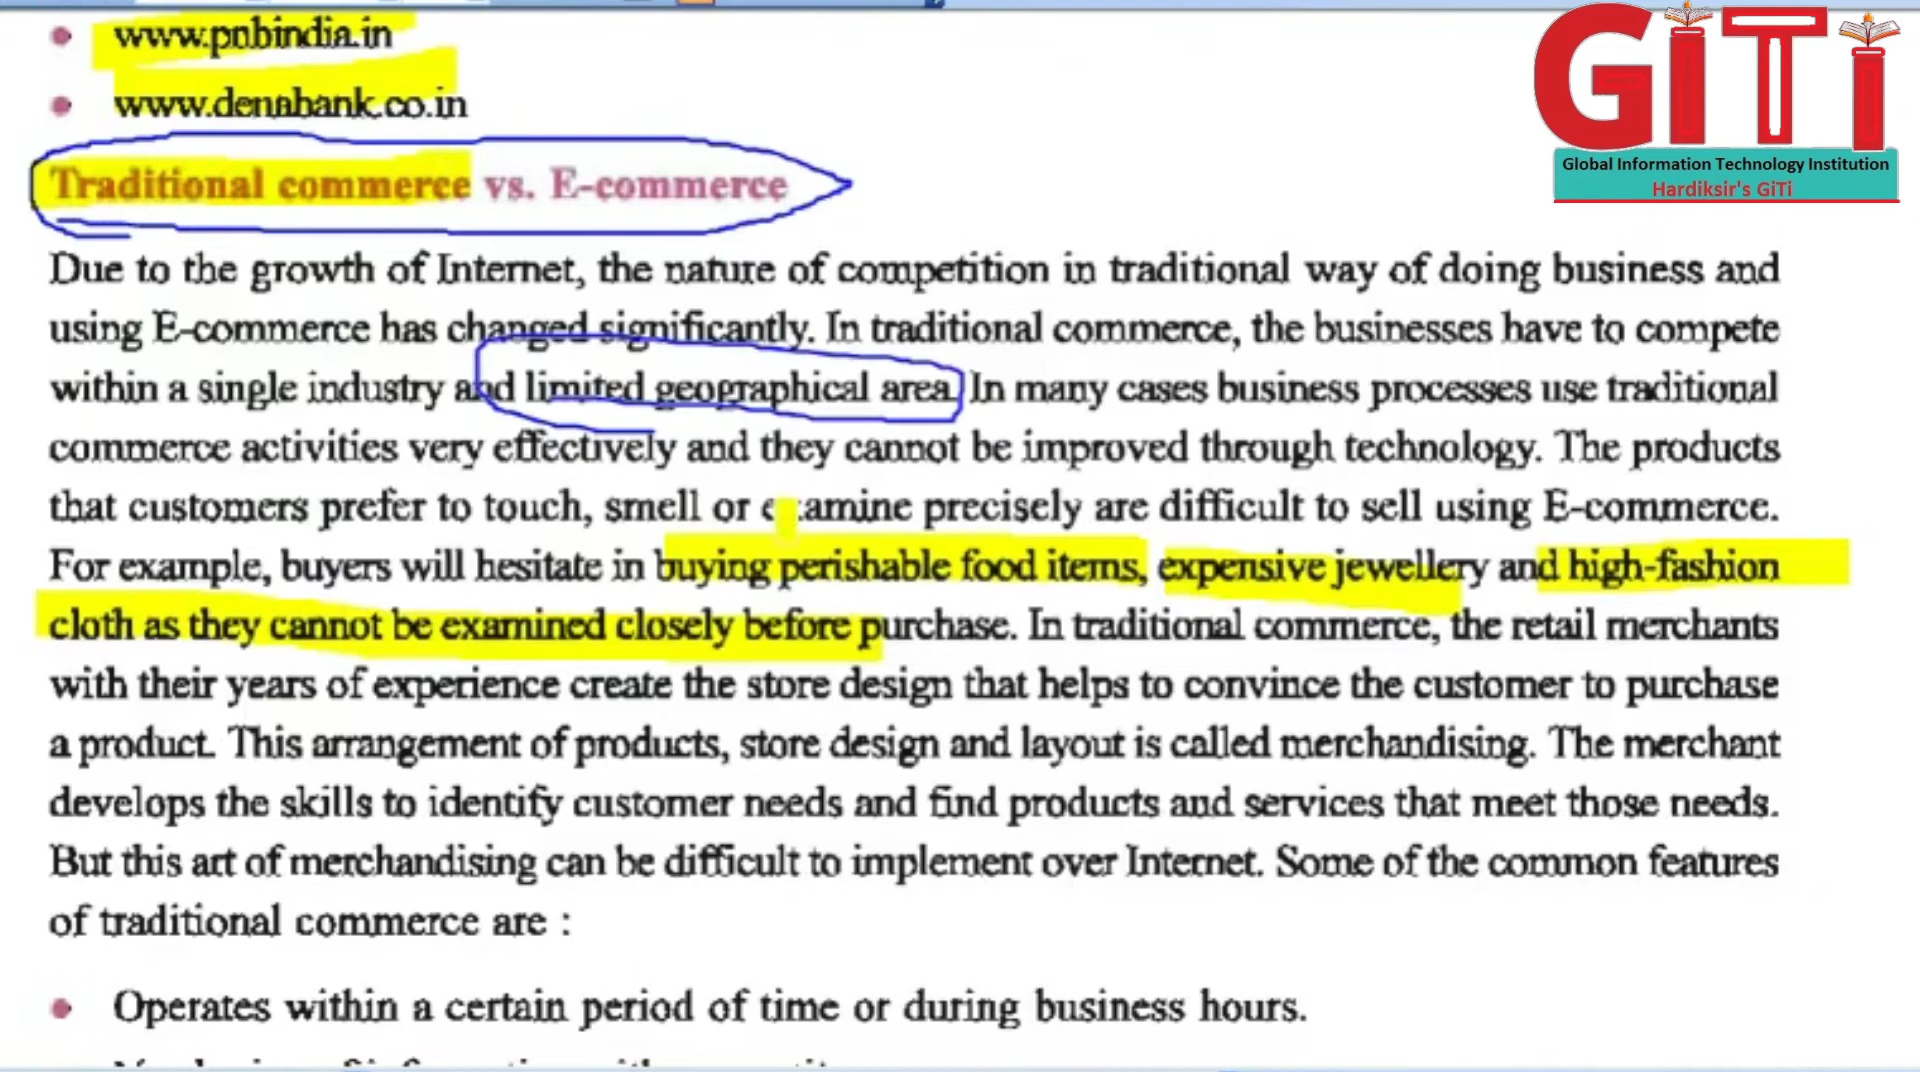 www.pnbindia.in
www.denabank.co.in
GiTi
Global Information Technology Institution
Hardiksir's GiTi
Traditional commerce vs. E-commerce
Due to the growth of Internet, the nature of competition in traditional way of doing business and
using E-commerce has changed significantly. In traditional commerce, the businesses have to compete
within a single industry and limited geographical area. In many cases business processes use traditional
commerce activities very effectively and they cannot be improved through technology. The products
that customers prefer to touch, smell or examine precisely are difficult to sell using E-commerce.
For example, buyers will hesitate in buying perishable food items, expensive jewellery and high-fashion
cloth as they cannot be examined closely before purchase. In traditional commerce, the retail merchants
with their years of experience create the store design that helps to convince the customer to purchase
a product. This arrangement of products, store design and layout is called merchandising. The merchant
develops the skills to identify customer needs and find products and services that meet those needs.
But this art of merchandising can be difficult to implement over Internet. Some of the common features
of traditional commerce are :
Operates within a certain period of time or during business hours.